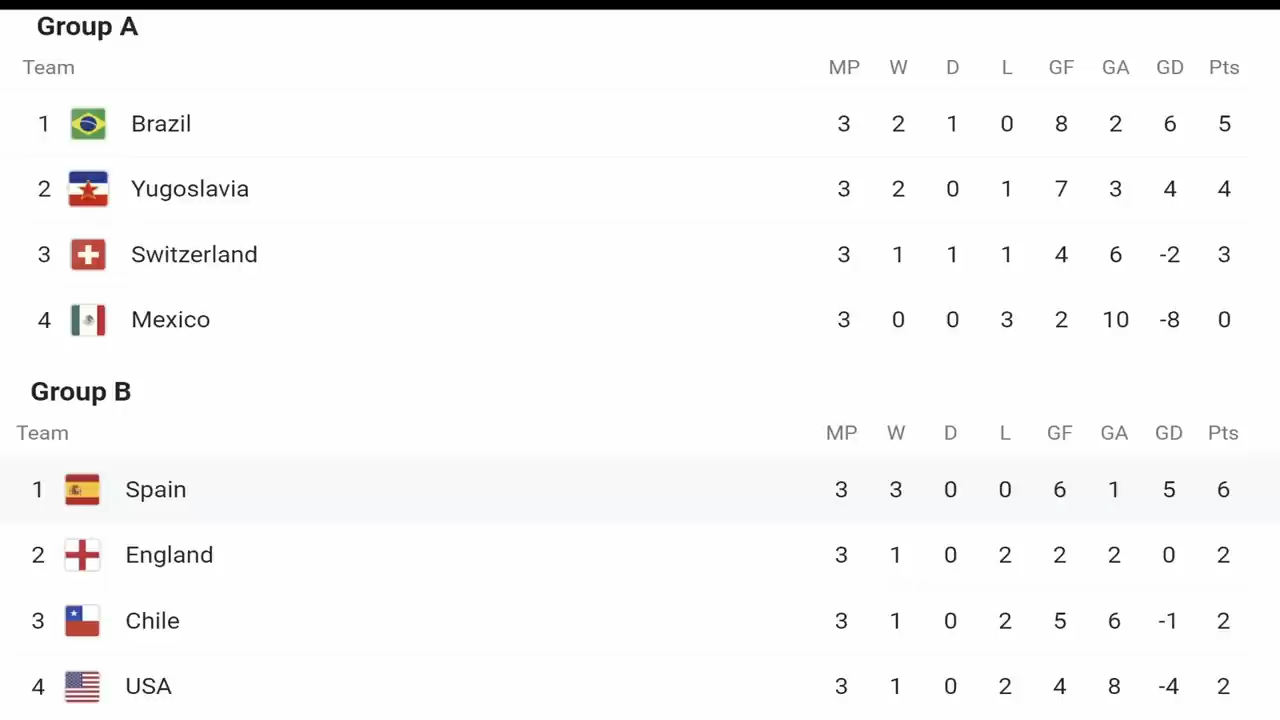 Group A
Team MP W D L GF GA GD Pts
1 Brazil 3 2 1 0 8 2 6 5
2 Yugoslavia 3 2 0 1 7 3 4 4
3 Switzerland 3 1 1 1 4 6 -2 3
4 Mexico 3 0 0 3 2 10 -8 0
Group B
Team MP W D L GF GA GD Pts
1 Spain 3 3 0 0 6 1 5 6
2 England 3 1 0 2 2 2 0 2
3 Chile 3 1 0 2 5 6 -1 2
4 USA 3 1 0 2 4 8 -4 2